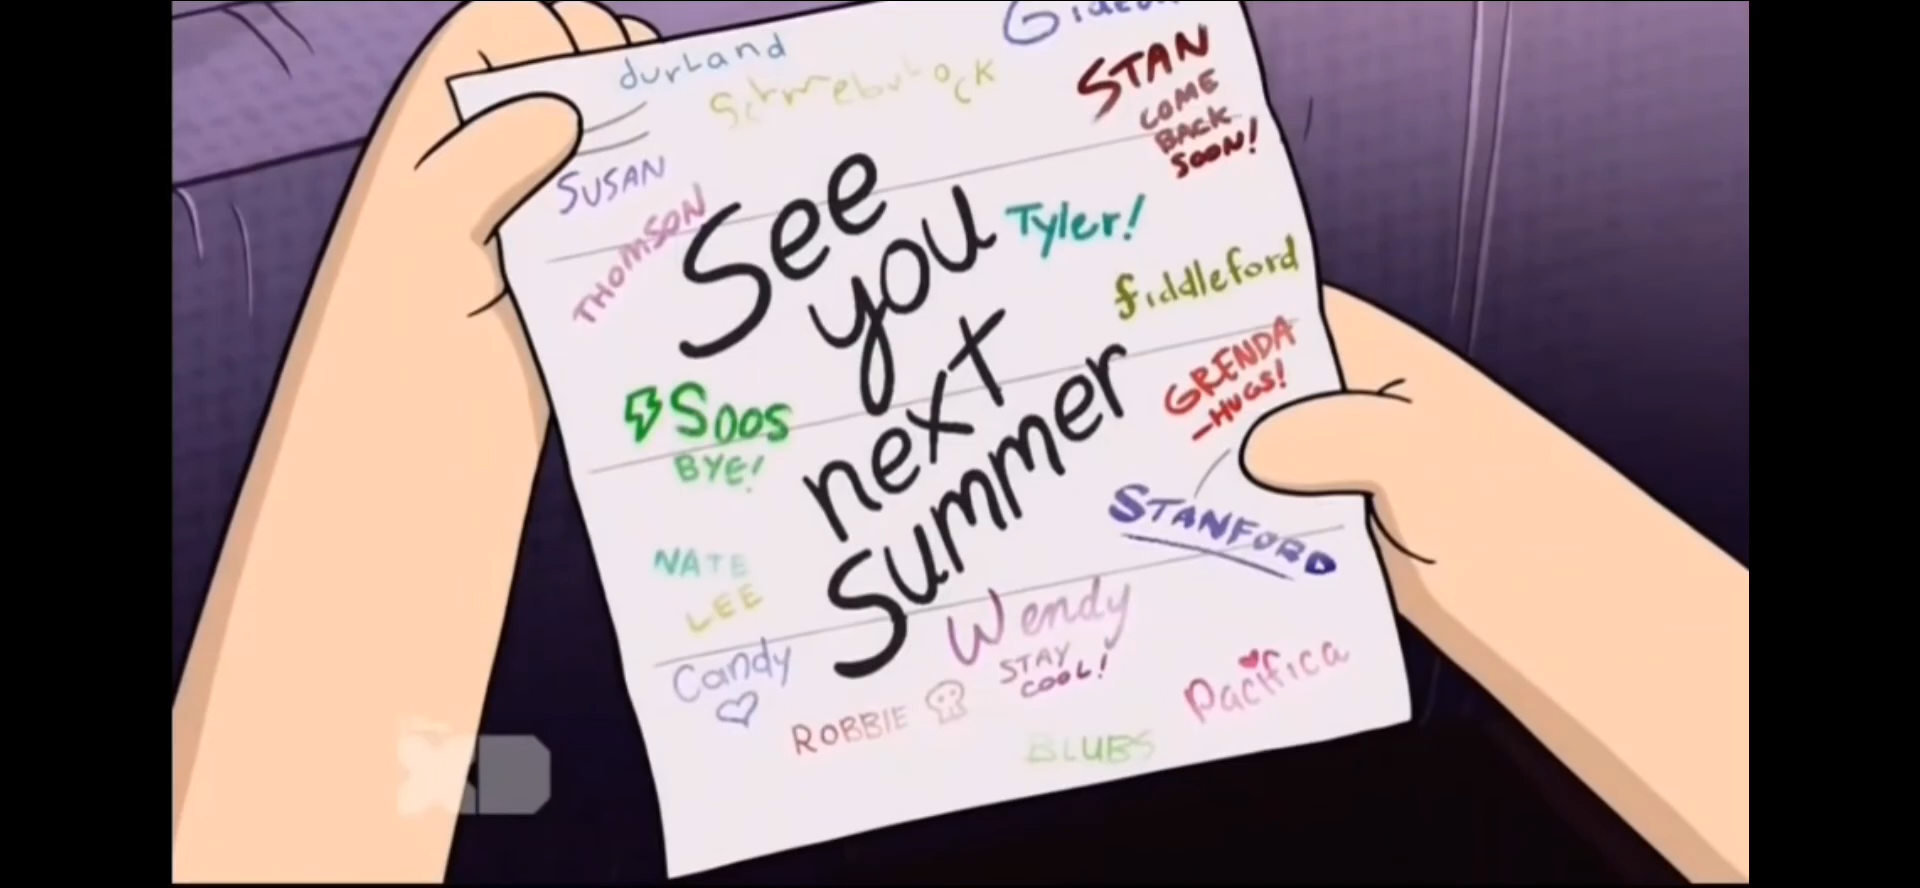 Gideon
durland
STAN
COME
BACK
SOON!
SUSAN
THOMSON
See
you
next
summer
Tyler!
fiddleford
GRENDA
-HUGS!
Soos
BYE!
STANFORD
NATE
LEE
Wendy
STAY
COOL!
Candy
Pacifica
ROBBIE
BLUBS